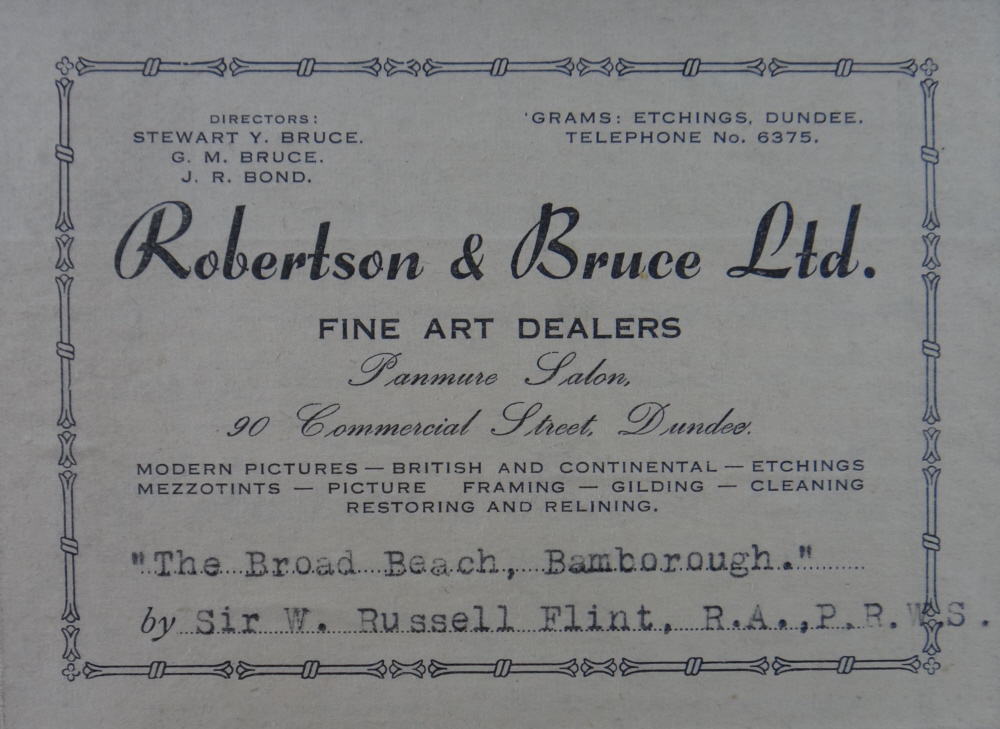 DIRECTORS:
STEWART Y. BRUCE.
G. M. BRUCE.
J. R. BOND.
'GRAMS: ETCHINGS, DUNDEE.
TELEPHONE No. 6375.
Robertson & Bruce Ltd.
FINE ART DEALERS
Panmure Salon,
90 Commercial Street, Dundee.
MODERN PICTURES — BRITISH AND CONTINENTAL — ETCHINGS
MEZZOTINTS — PICTURE FRAMING — GILDING — CLEANING
RESTORING AND RELINING.
"The Broad Beach, Bamborough."
by Sir W. Russell Flint, R.A.,P.R.W.S.